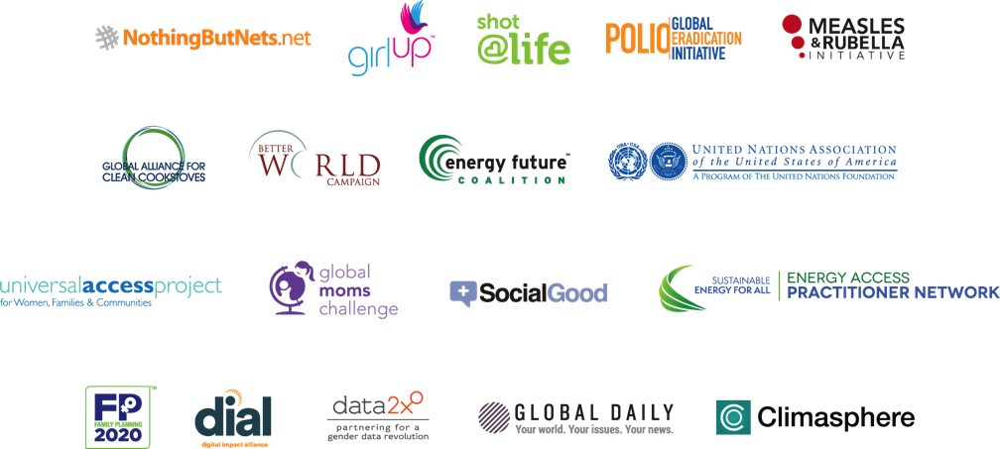 NothingButNets.net
girlup™
shot
@life
POLIO GLOBAL
ERADICATION
INITIATIVE
MEASLES
& RUBELLA
INITIATIVE
GLOBAL ALLIANCE FOR
CLEAN COOKSTOVES
BETTER
WORLD
CAMPAIGN
energy future™
COALITION
UNA-USA
UNITED NATIONS ASSOCIATION
of the United States of America
A PROGRAM OF THE UNITED NATIONS FOUNDATION
universalaccessproject
for Women, Families & Communities
global
moms
challenge
+SocialGood
SUSTAINABLE
ENERGY FOR ALL
ENERGY ACCESS
PRACTITIONER NETWORK
FP™
FAMILY PLANNING
2020
dial
digital impact alliance
data2x
partnering for a
gender data revolution
GLOBAL DAILY
Your world. Your issues. Your news.
Climasphere